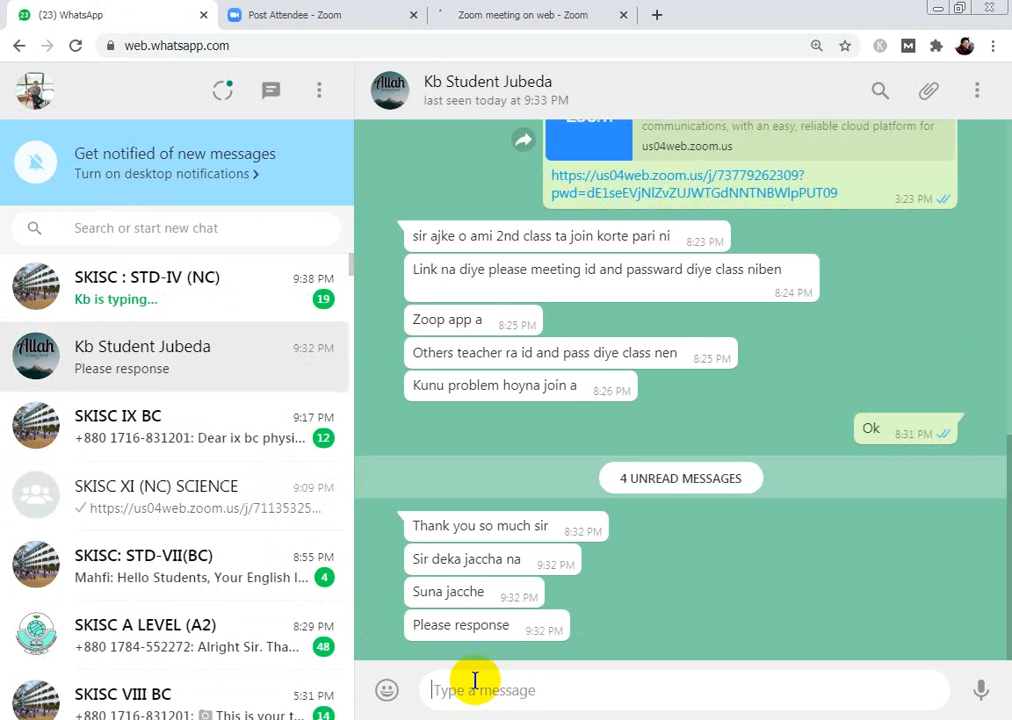 (23) WhatsApp
Post Attendee - Zoom
Zoom meeting on web - Zoom
web.whatsapp.com
Kb Student Jubeda
last seen today at 9:33 PM
Get notified of new messages
Turn on desktop notifications >
Search or start new chat
SKISC : STD-IV (NC) 9:38 PM
Kb is typing... 19
Kb Student Jubeda 9:32 PM
Please response
SKISC IX BC 9:17 PM
+880 1716-831201: Dear ix bc physi... 12
SKISC XI (NC) SCIENCE 9:09 PM
https://us04web.zoom.us/j/71135325...
SKISC: STD-VII(BC) 8:55 PM
Mahfi: Hello Students, Your English l... 4
SKISC A LEVEL (A2) 8:29 PM
+880 1784-552272: Alright Sir. Tha... 48
SKISC VIII BC 5:31 PM
+880 1716-831201: This is your t... 14
communications, with an easy, reliable cloud platform for
us04web.zoom.us
https://us04web.zoom.us/j/73779262309?
pwd=dE1seEVjNlZvZUJWTGdNNTNBWlpPUT09
3:23 PM
sir ajke o ami 2nd class ta join korte pari ni 8:23 PM
Link na diye please meeting id and passward diye class niben
8:24 PM
Zoop app a 8:25 PM
Others teacher ra id and pass diye class nen 8:25 PM
Kunu problem hoyna join a 8:26 PM
Ok 8:31 PM
4 UNREAD MESSAGES
Thank you so much sir 8:32 PM
Sir deka jaccha na 9:32 PM
Suna jacche 9:32 PM
Please response 9:32 PM
Type a message